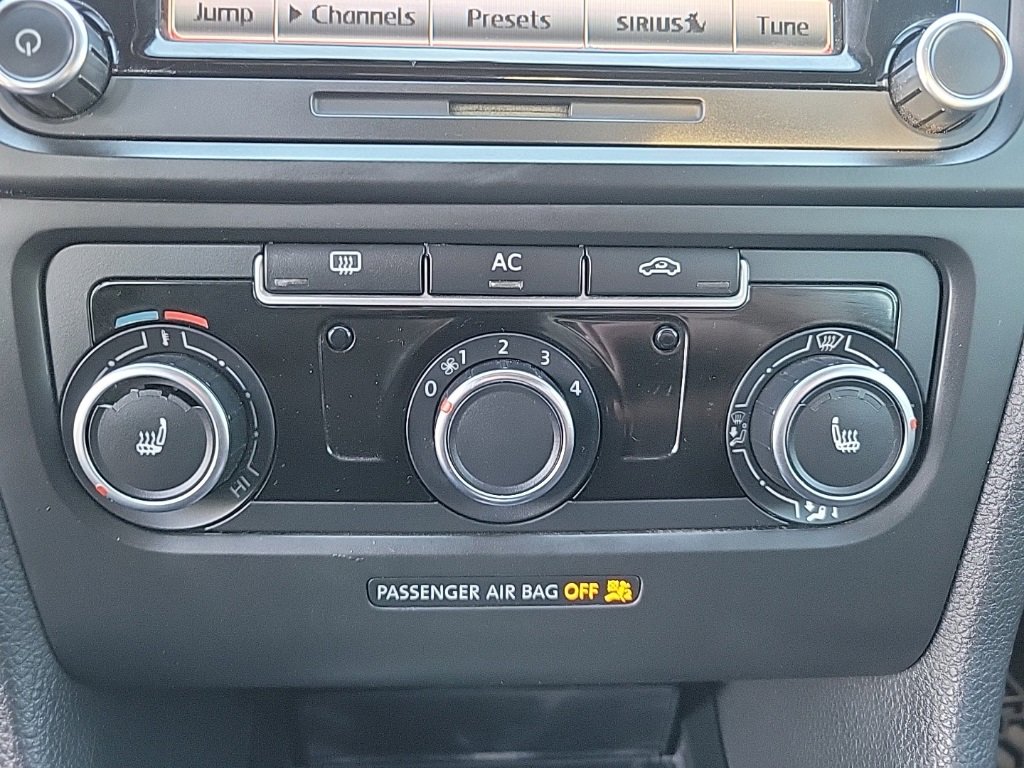 Jump Channels Presets SIRIUS Tune
AC
0 1 2 3 4
HI
PASSENGER AIR BAG OFF